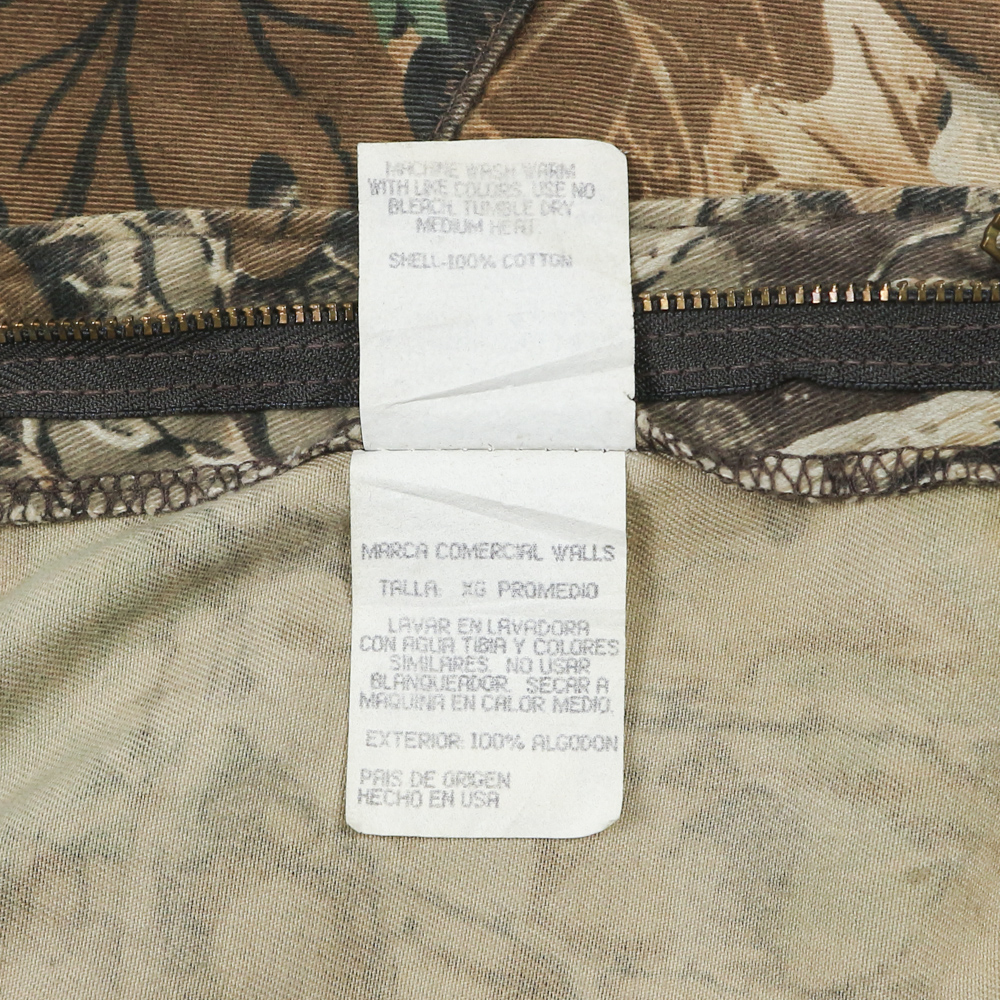 MACHINE WASH WARM
WITH LIKE COLORS. USE NO
BLEACH. TUMBLE DRY
MEDIUM HEAT.
SHELL-100% COTTON
MARCA COMERCIAL WALLS
TALLA: XG PROMEDIO
LAVAR EN LAVADORA
CON AGUA TIBIA Y COLORES
SIMILARES. NO USAR
BLANQUEADOR. SECAR A
MAQUINA EN CALOR MEDIO.
EXTERIOR: 100% ALGODON
PAIS DE ORIGEN
HECHO EN USA